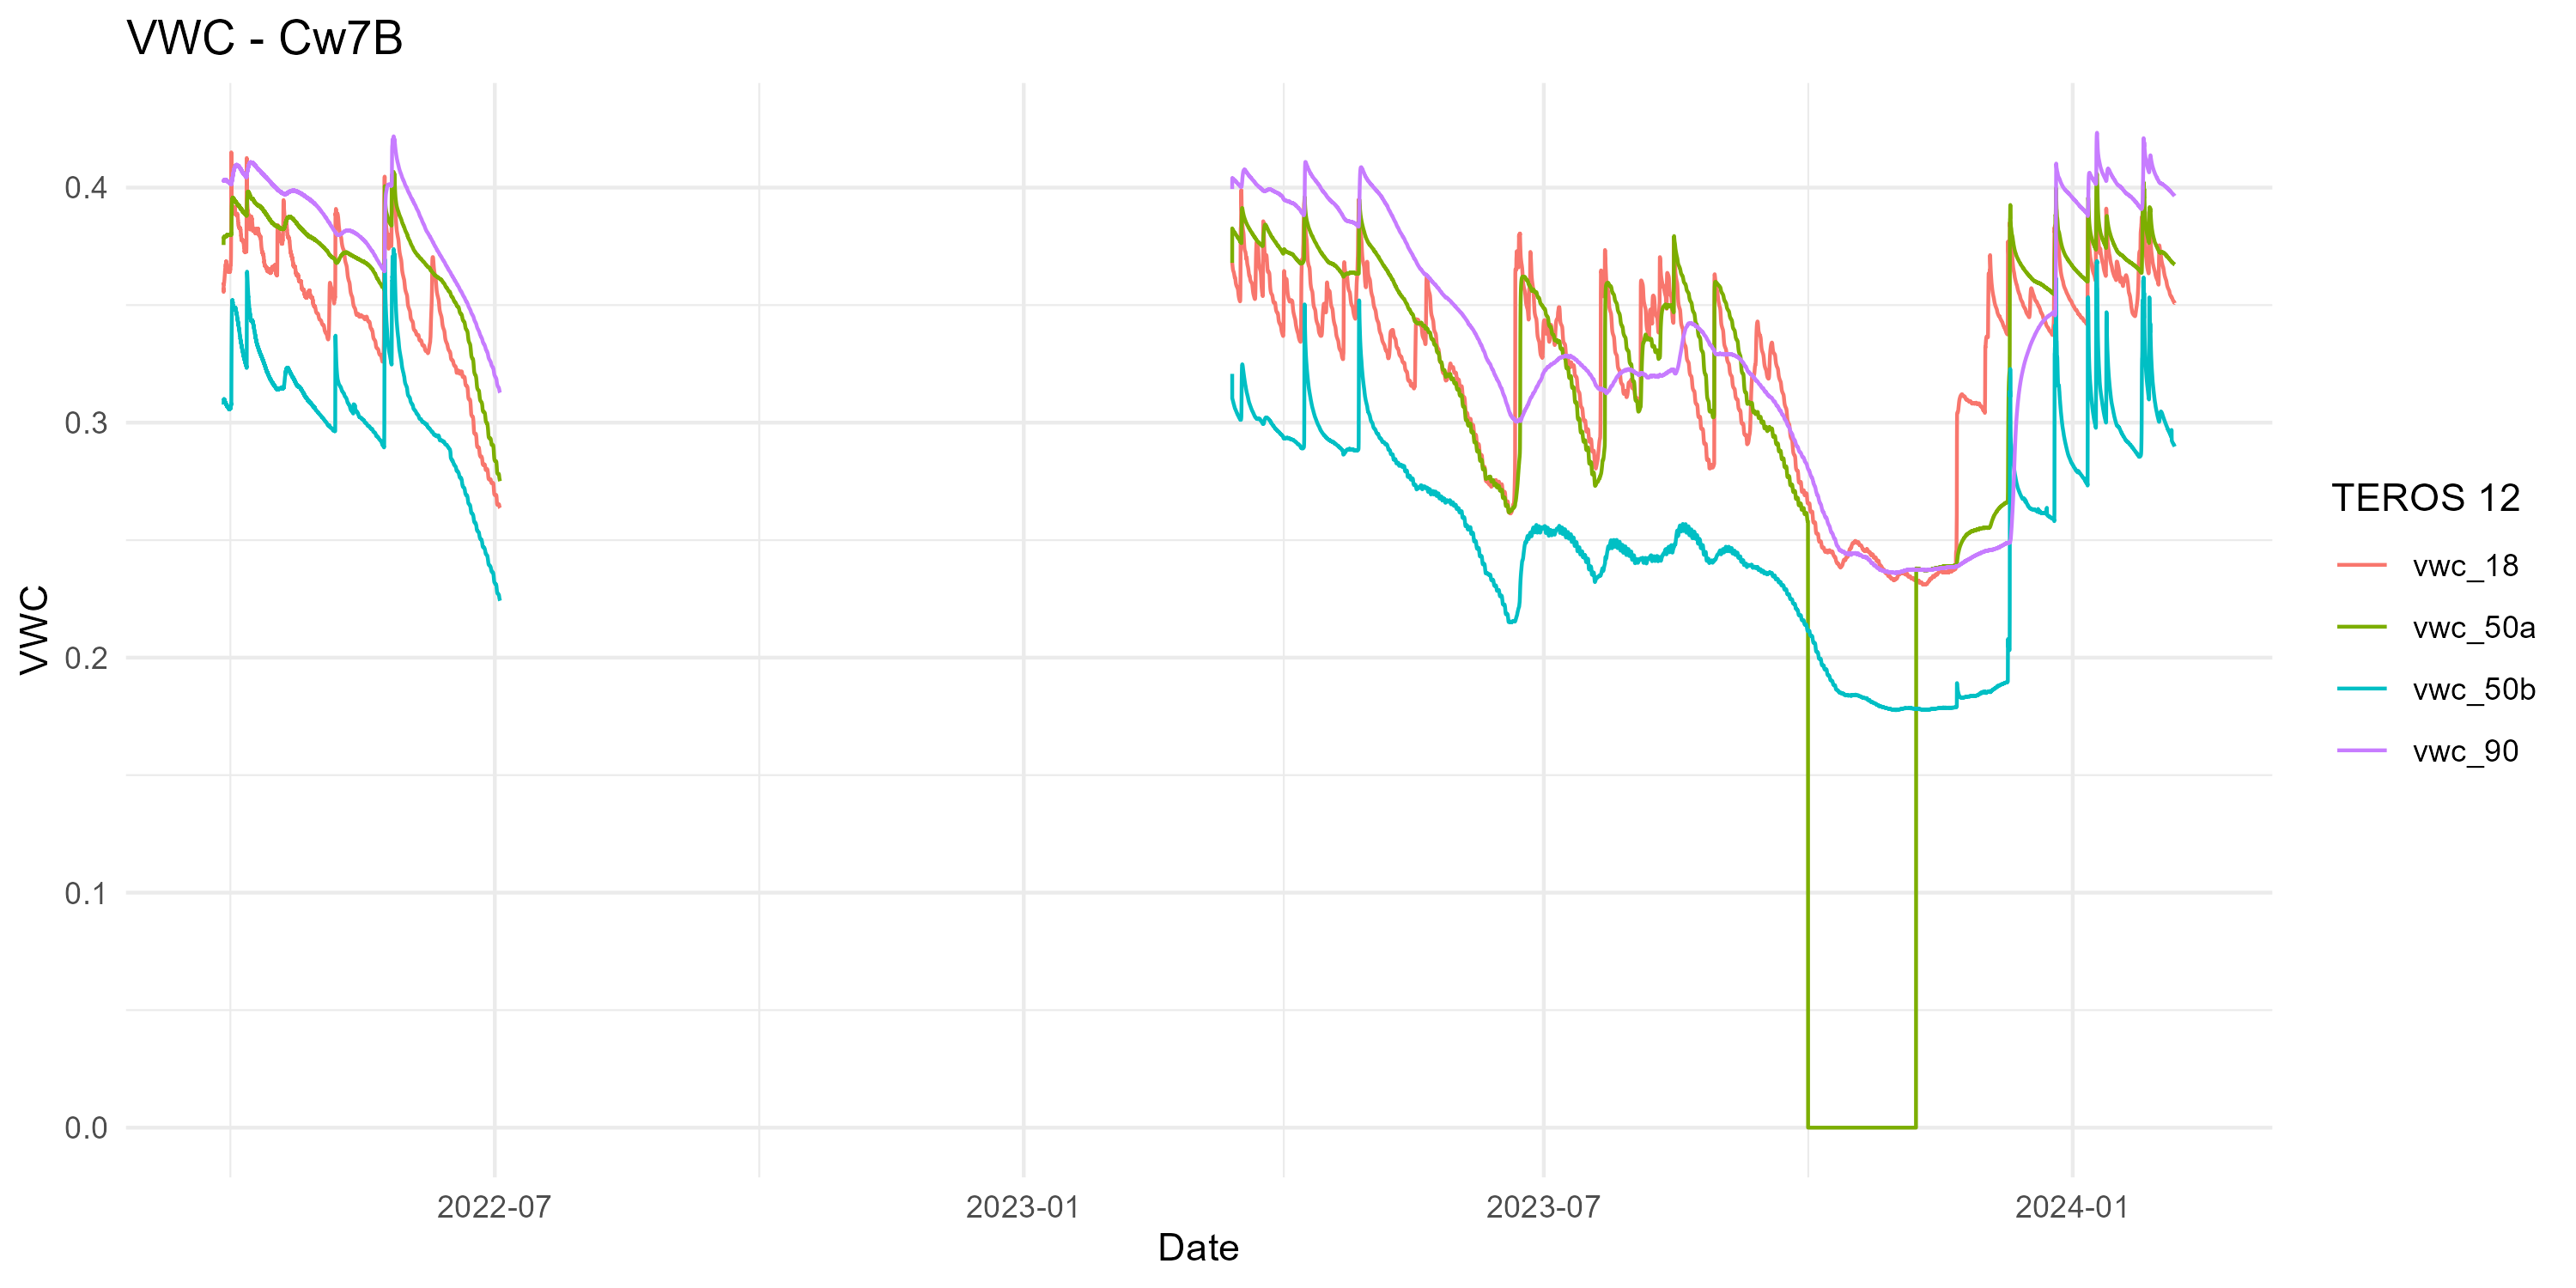 VWC - Cw7B
VWC
0.4
0.3
0.2
0.1
0.0
2022-07
2023-01
2023-07
2024-01
Date
TEROS 12
vwc_18
vwc_50a
vwc_50b
vwc_90